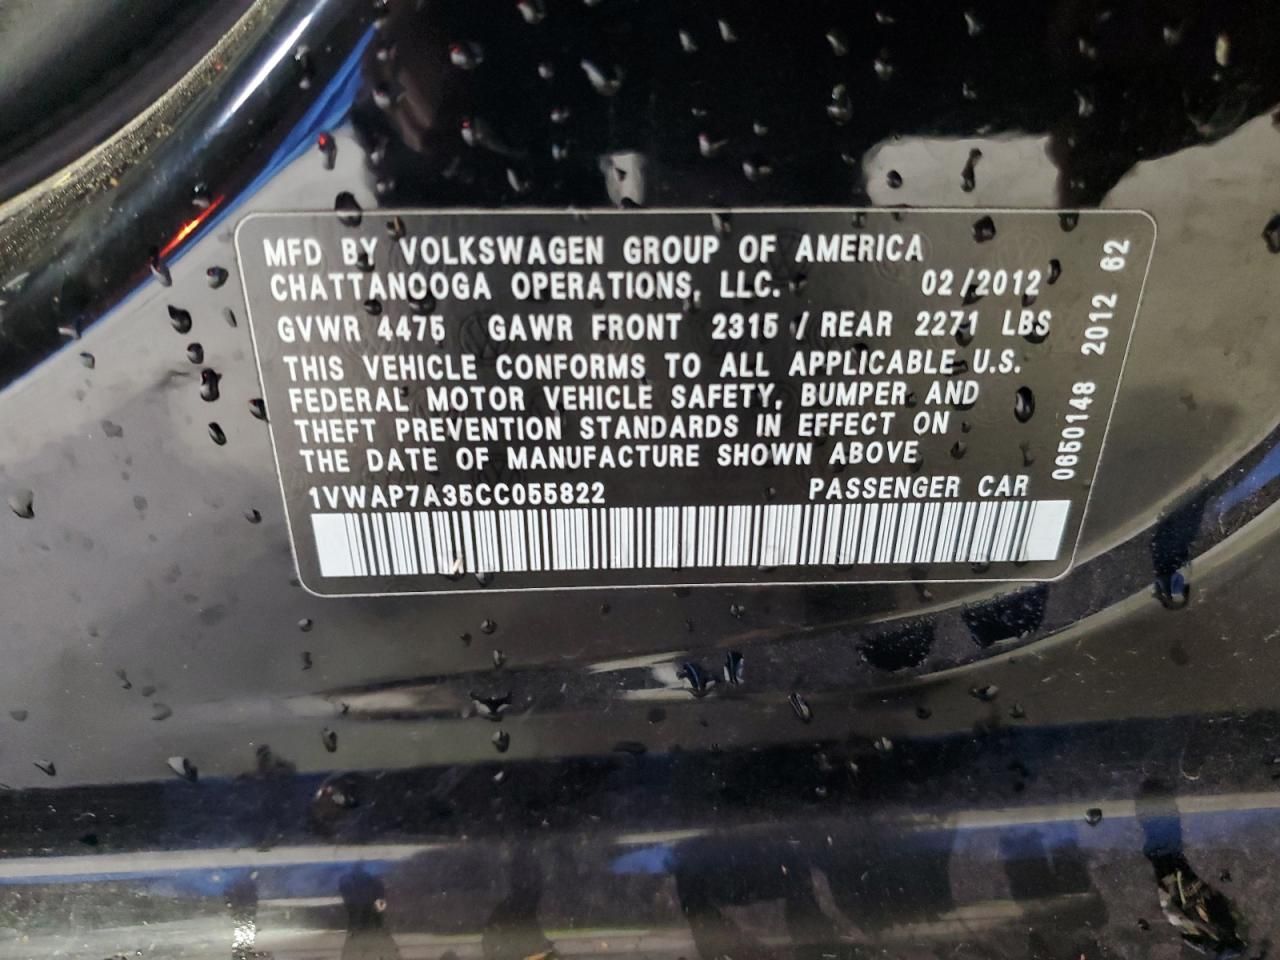 MFD BY VOLKSWAGEN GROUP OF AMERICA
CHATTANOOGA OPERATIONS, LLC. 02/2012
GVWR 4475 GAWR FRONT 2315 / REAR 2271 LBS
THIS VEHICLE CONFORMS TO ALL APPLICABLE U.S.
FEDERAL MOTOR VEHICLE SAFETY, BUMPER AND
THEFT PREVENTION STANDARDS IN EFFECT ON
THE DATE OF MANUFACTURE SHOWN ABOVE
1VWAP7A35CC055822 PASSENGER CAR
0650148 2012 62